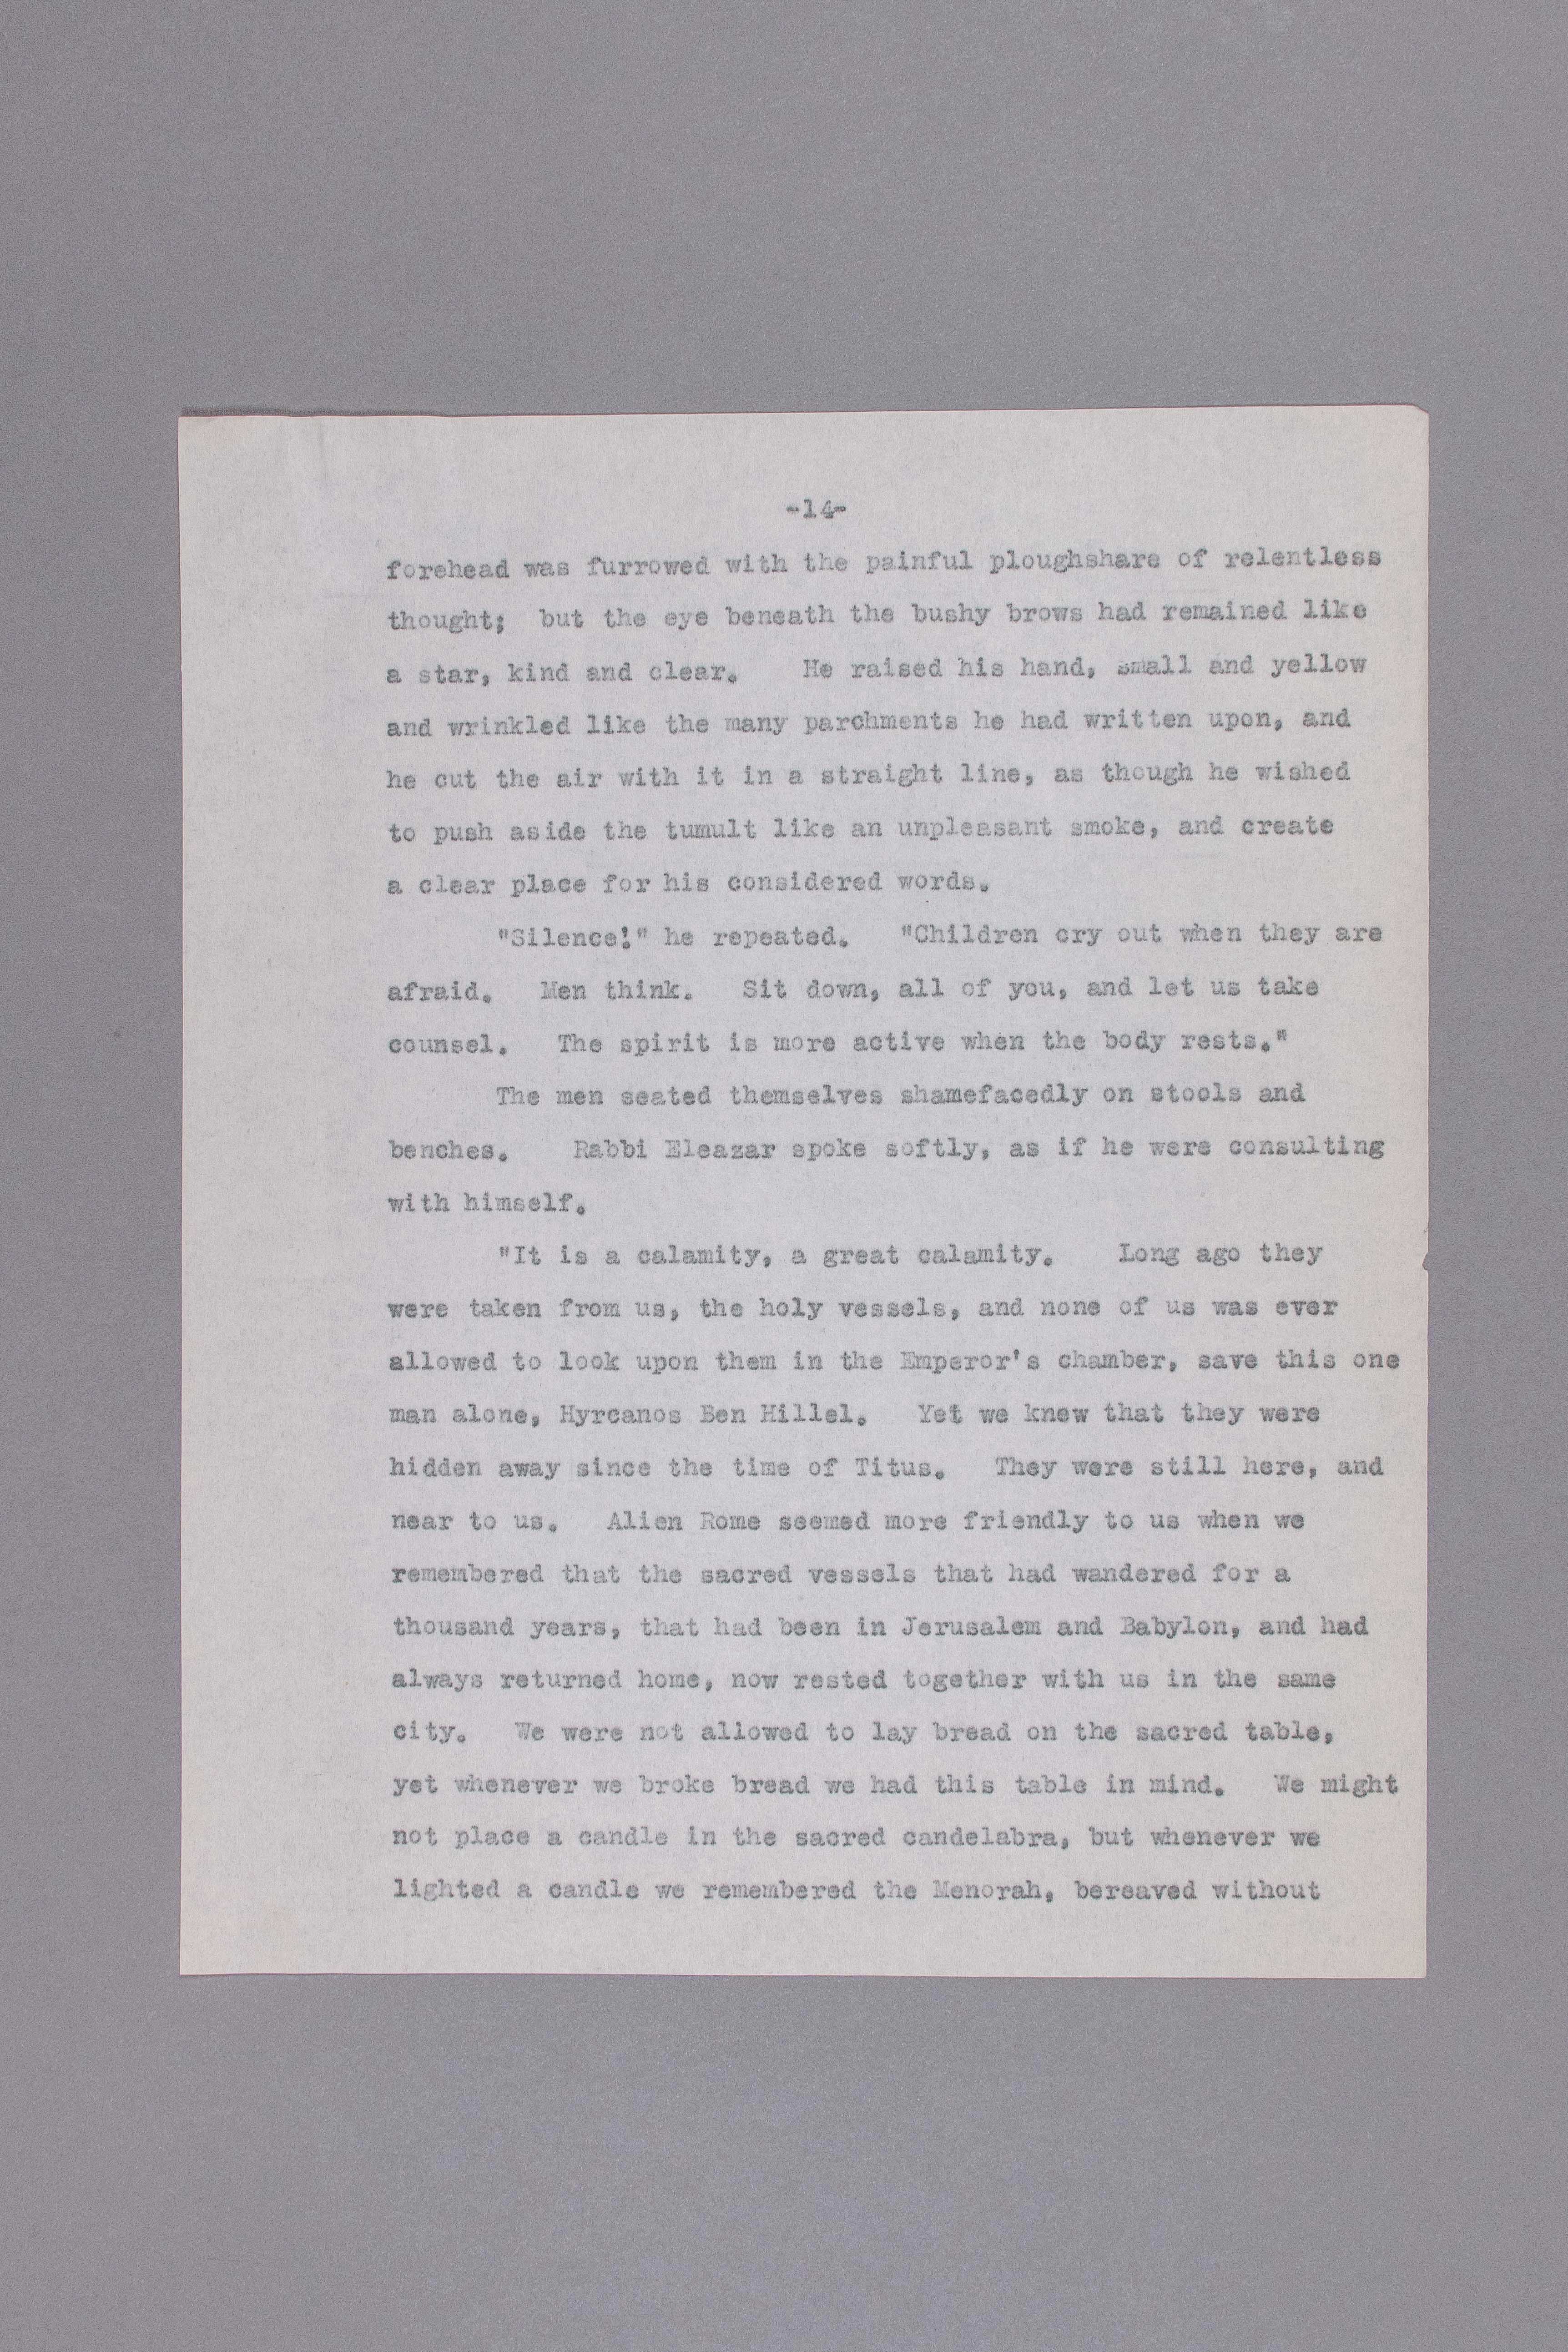 -14-
forehead was furrowed with the painful ploughshare of relentless
thought; but the eye beneath the bushy brows had remained like
a star, kind and clear. He raised his hand, small and yellow
and wrinkled like the many parchments he had written upon, and
he cut the air with it in a straight line, as though he wished
to push aside the tumult like an unpleasant smoke, and create
a clear place for his considered words.
"Silence!" he repeated. "Children cry out when they are
afraid. Men think. Sit down, all of you, and let us take
counsel. The spirit is more active when the body rests."
The men seated themselves shamefacedly on stools and
benches. Rabbi Eleazar spoke softly, as if he were consulting
with himself.
"It is a calamity, a great calamity. Long ago they
were taken from us, the holy vessels, and none of us was ever
allowed to look upon them in the Emperor's chamber, save this one
man alone, Hyrcanos Ben Hillel. Yet we knew that they were
hidden away since the time of Titus. They were still here, and
near to us. Alien Rome seemed more friendly to us when we
remembered that the sacred vessels that had wandered for a
thousand years, that had been in Jerusalem and Babylon, and had
always returned home, now rested together with us in the same
city. We were not allowed to lay bread on the sacred table,
yet whenever we broke bread we had this table in mind. We might
not place a candle in the sacred candelabra, but whenever we
lighted a candle we remembered the Menorah, bereaved without